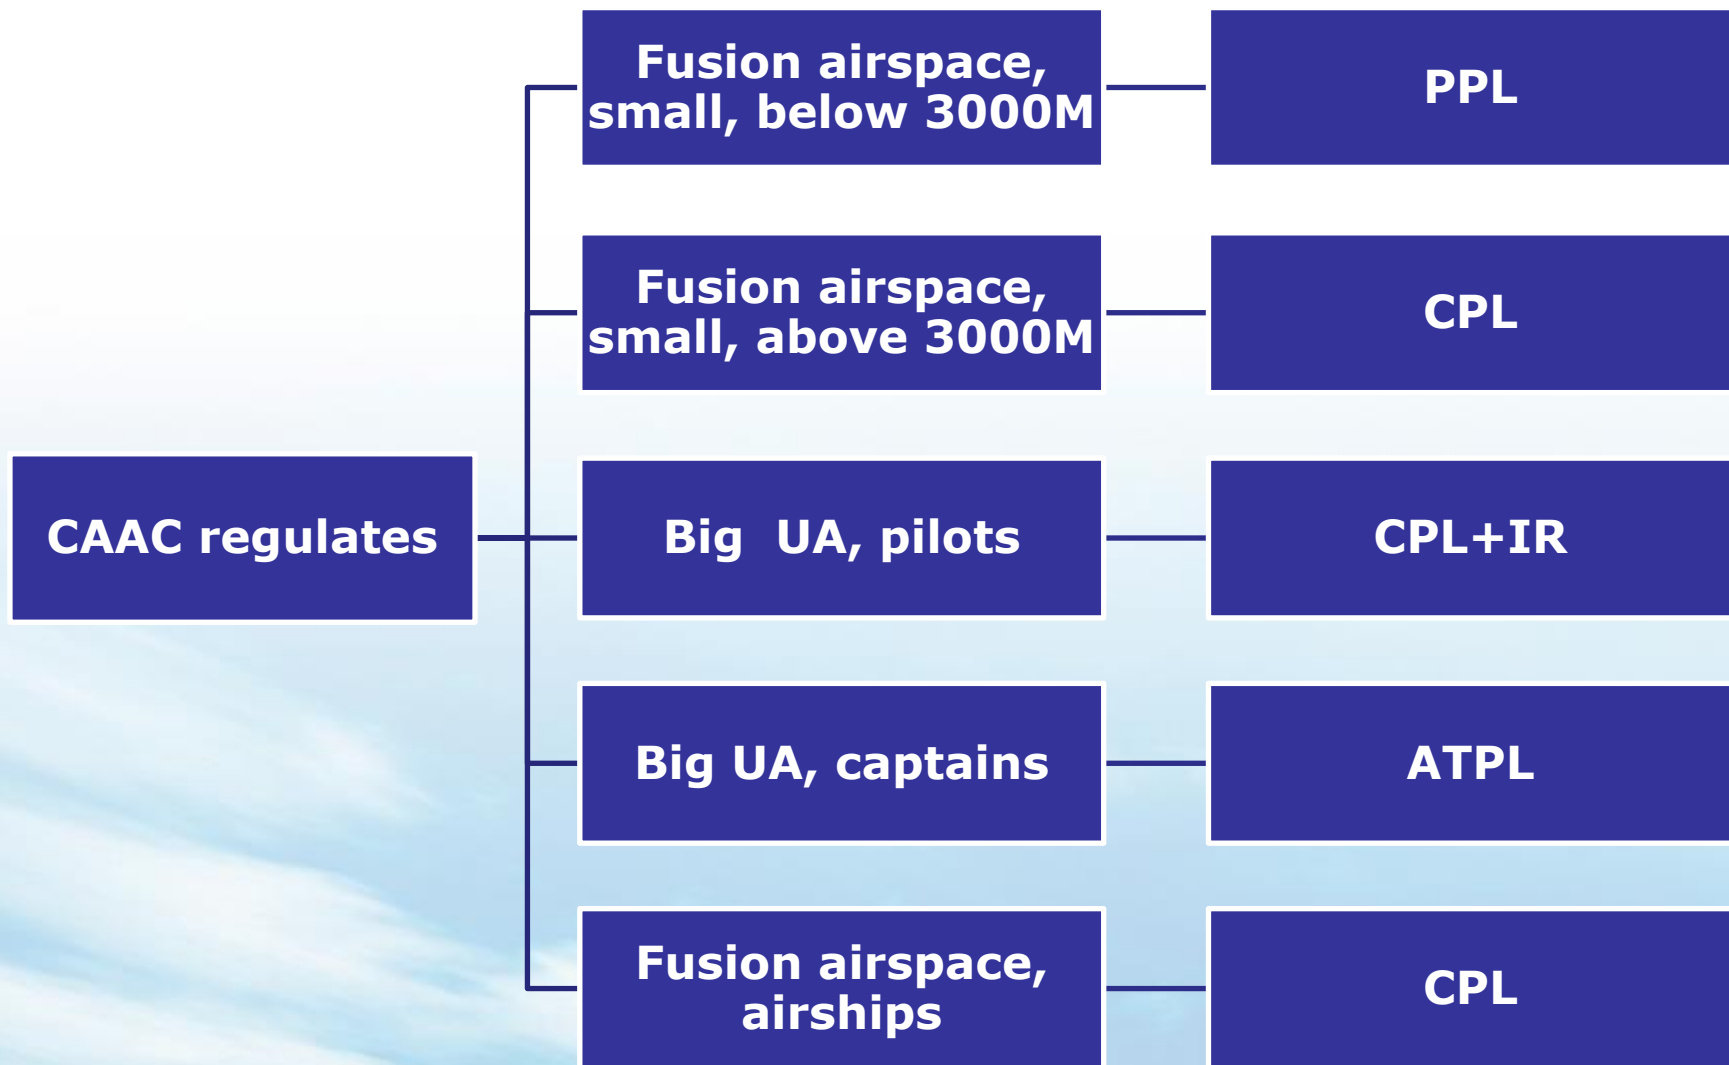 Fusion airspace,
small, below 3000M
PPL
Fusion airspace,
small, above 3000M
CPL
CAAC regulates
Big  UA, pilots
CPL+IR
Big UA, captains
ATPL
Fusion airspace,
airships
CPL